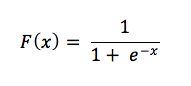 F(x) = 1 / (1 + e^{-x})